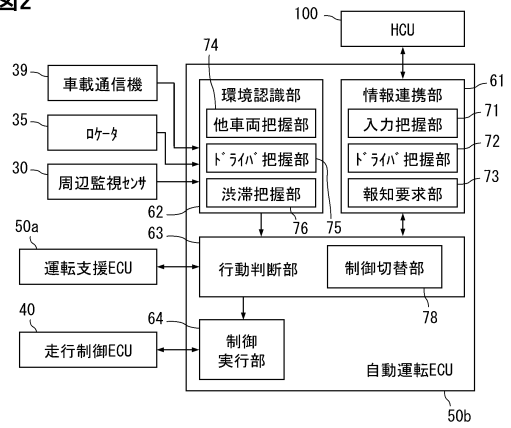 図2
100
HCU
39
車載通信機
35
ﾛｹｰﾀ
30
周辺監視ｾﾝｻ
74
環境認識部
他車両把握部
ﾄﾞﾗｲﾊﾞ把握部
渋滞把握部
62
76
75
61
情報連携部
71
入力把握部
72
ﾄﾞﾗｲﾊﾞ把握部
73
報知要求部
50a
運転支援ECU
63
行動判断部
制御切替部
78
40
走行制御ECU
64
制御
実行部
自動運転ECU
50b